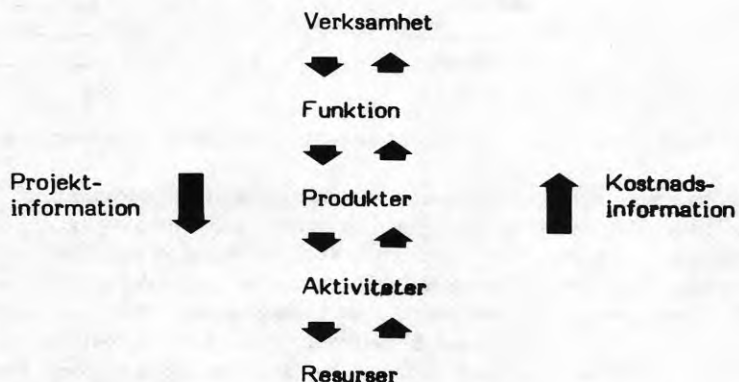 Verksamhet
Funktion
Projekt-
information
Produkter
Kostnads-
information
Aktiviteter
Resurser